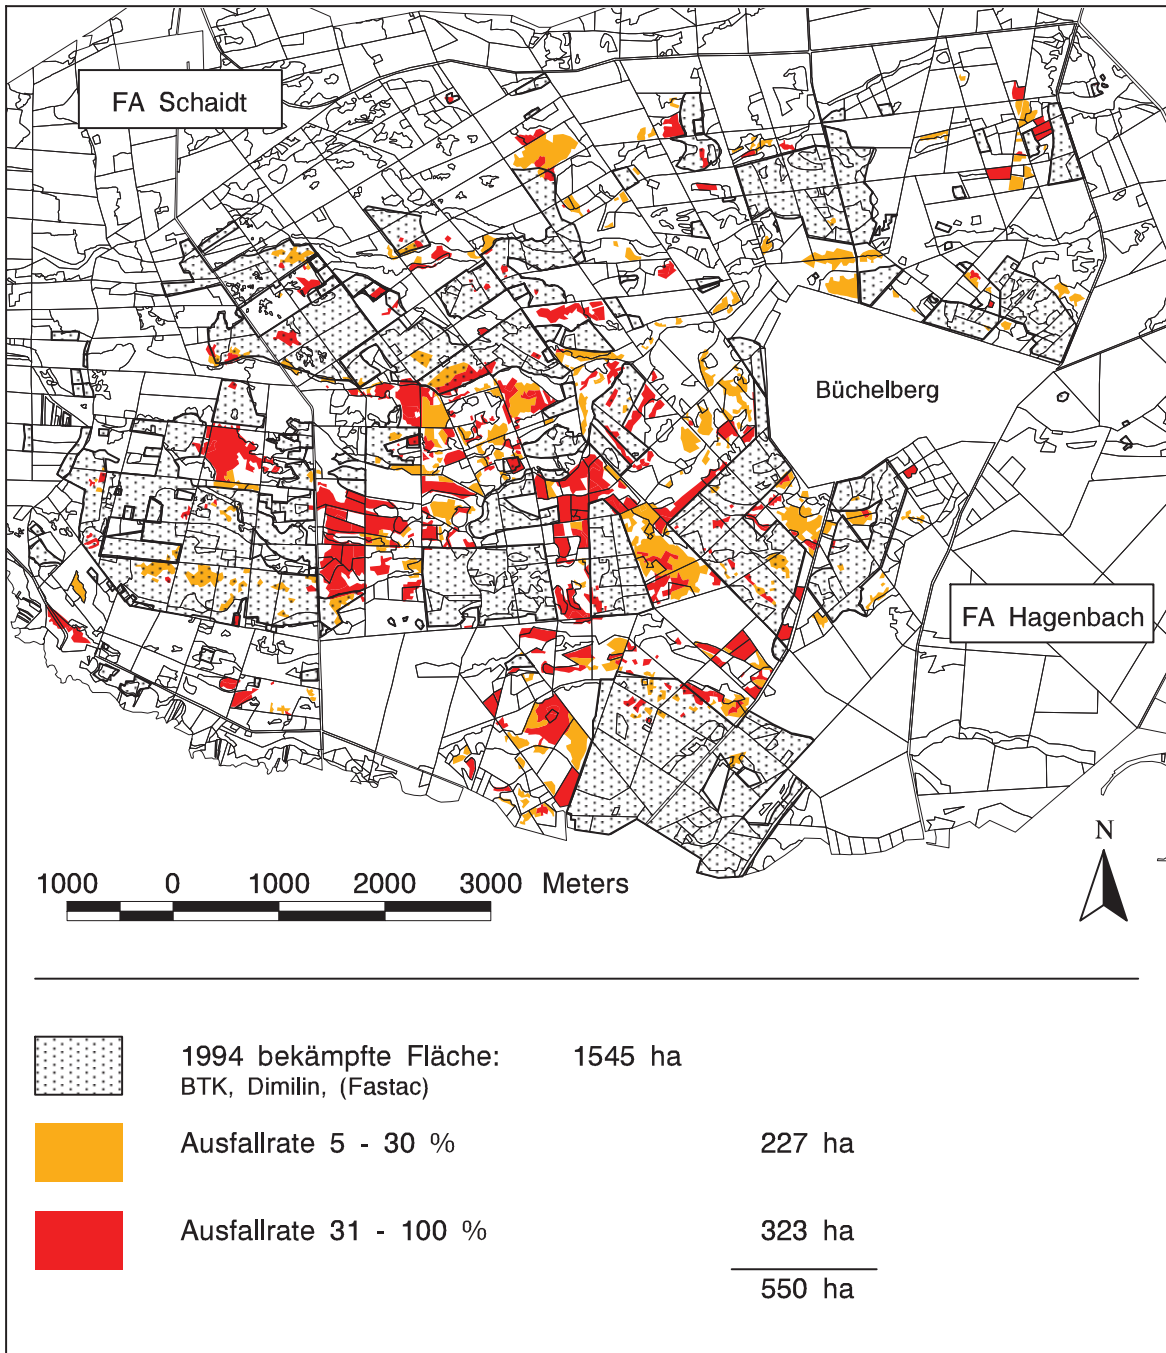 FA Schaidt
Büchelberg
FA Hagenbach
N
1000 0 1000 2000 3000 Meters
1994 bekämpfte Fläche: 1545 ha
BTK, Dimilin, (Fastac)
Ausfallrate 5 - 30 % 227 ha
Ausfallrate 31 - 100 % 323 ha
550 ha